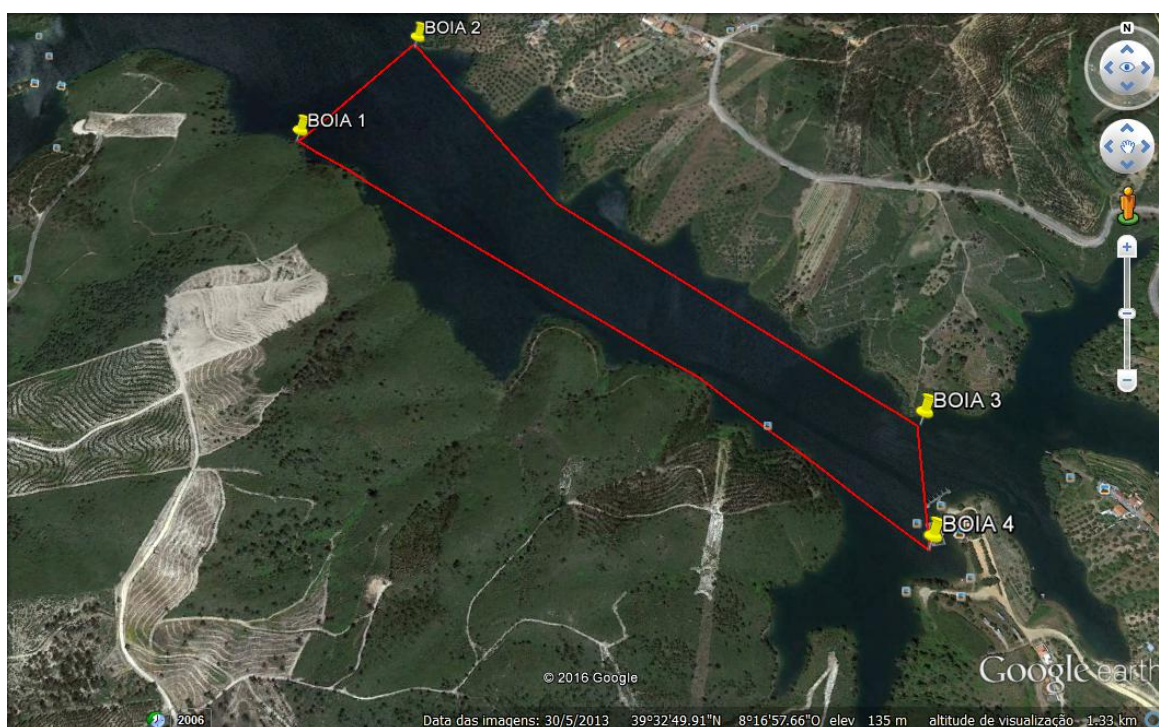 BOIA 2
N
BOIA 1
BOIA 3
BOIA 4
© 2016 Google
Google earth
2006
Data das imagens: 30/5/2013 39°32'49.91"N 8°16'57.66"O elev 135 m altitude de visualização 1.33 km